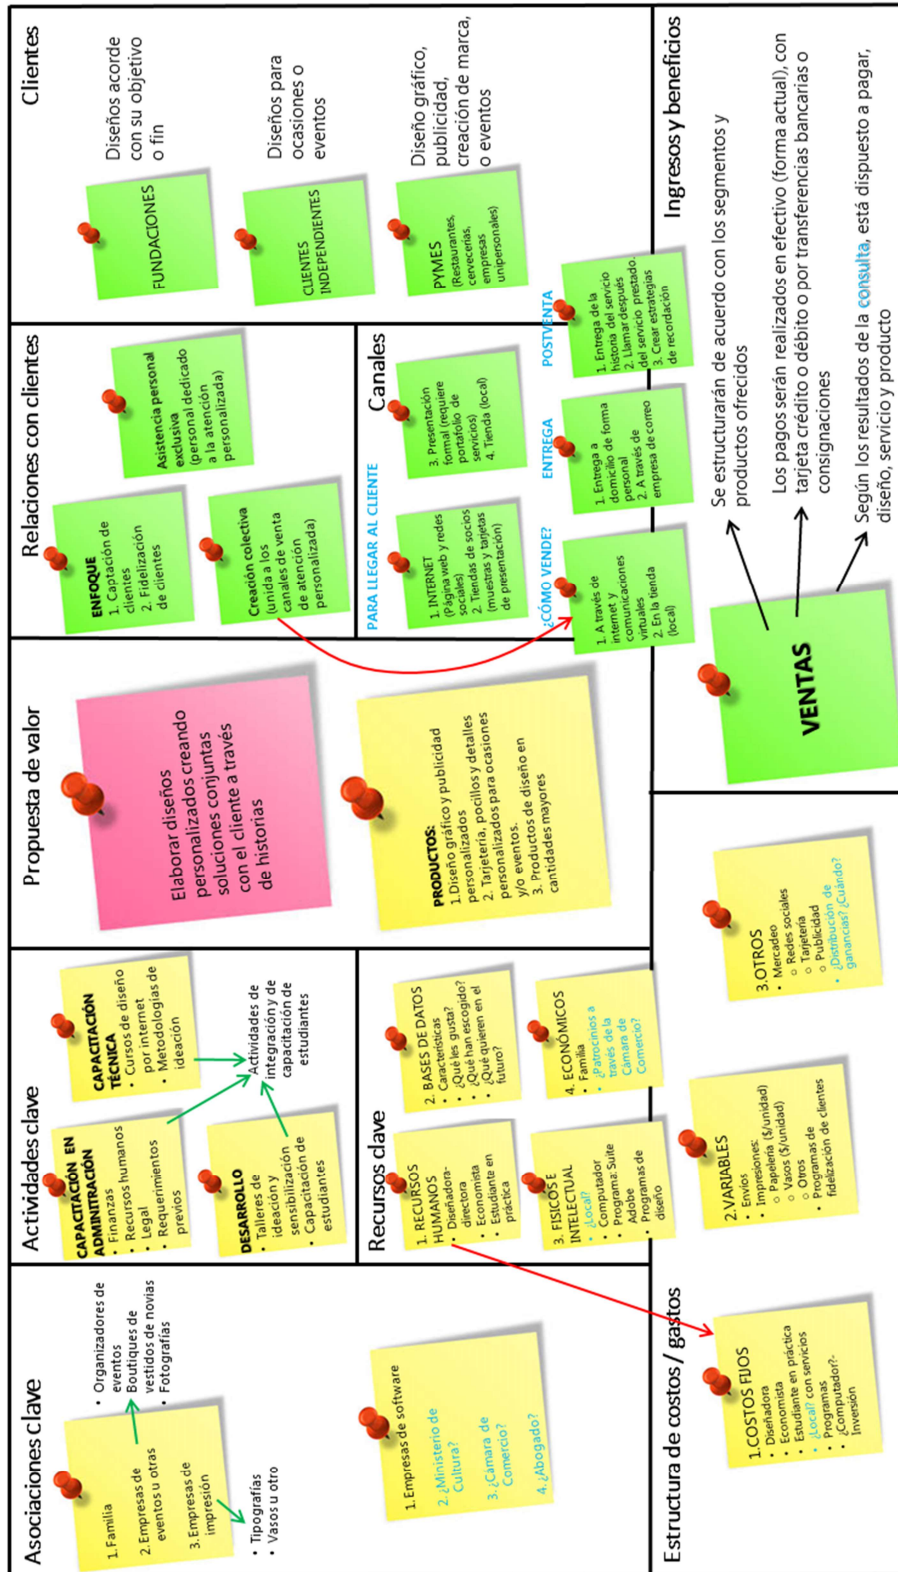 Asociaciones clave
1. Familia
2. Empresas de
eventos u otras
3. Empresas de
impresión
• Organizadores de
eventos
• Boutiques de
vestidos de novias
• Fotografías
• Tipografías
• Vasos u otro
1. Empresas de software
2. ¿Ministerio de
Cultura?
3. ¿Cámara de
Comercio?
4. ¿Abogado?
Actividades clave
CAPACITACIÓN EN
ADMINITRACIÓN
• Finanzas
• Recursos humanos
• Legal
• Requerimientos
previos
CAPACITACIÓN
TÉCNICA
• Cursos de diseño
por internet
• Metodologías de
ideación
DESARROLLO
• Talleres de
ideación y
sensibilización
• Capacitación de
estudiantes
• Actividades de
integración y de
capacitación de
estudiantes
Recursos clave
1. RECURSOS
HUMANOS
• Diseñadora-
directora
• Economista
• Estudiante en
práctica
2. BASES DE DATOS
• Características
• ¿Qué les gusta?
• ¿Qué han escogido?
• ¿Qué quieren en el
futuro?
3. FISICOS E
INTELECTUAL
• ¿Local?
• Computador
• Programa: Suite
Adobe
• Programas de
diseño
4. ECONÓMICOS
• Familia
• ¿Patrocinios a
través de la
Cámara de
Comercio?
Propuesta de valor
Elaborar diseños
personalizados creando
soluciones conjuntas
con el cliente a través
de historias
PRODUCTOS:
1.Diseño gráfico y publicidad
personalizados
2. Tarjetería, pocillos y detalles
personalizados para ocasiones
y/o eventos.
3. Productos de diseño en
cantidades mayores
Relaciones con clientes
ENFOQUE
1. Captación de
clientes
2. Fidelización
de clientes
Asistencia personal
exclusiva
(personal dedicado
a la atención
personalizada)
Creación colectiva
(unida a los
canales de venta
de atención
personalizada)
Canales
PARA LLEGAR AL CLIENTE
1. INTERNET
(Página web y redes
sociales)
2. Tiendas de socios
(muestras y tarjetas
de presentación)
3. Presentación
formal (requiere
portafolio de
servicios)
4. Tienda (local)
¿CÓMO VENDE?
1. A través de
internet y
comunicaciones
virtuales
2. En la tienda
(local)
ENTREGA
1. Entrega a
domicilio de forma
personal
2. A través de
empresa de correo
POSTVENTA
1. Entrega de la
historia del servicio
2. Llamar después
del servicio prestado.
3. Crear estrategias
de recordación
Clientes
FUNDACIONES
Diseños acorde
con su objetivo
o fin
CLIENTES
INDEPENDIENTES
Diseños para
ocasiones o
eventos
PYMES
(Restaurantes,
cervecerías,
empresas
unipersonales)
Diseño gráfico,
publicidad,
creación de marca,
o eventos
Estructura de costos / gastos
1.COSTOS FIJOS
• Diseñadora
• Economista
• Estudiante en práctica
• ¿Local? con servicios
• Programas
• ¿Computador?-
Inversión
2.VARIABLES
• Envíos
• Impresiones:
○ Papelería ($/unidad)
○ Vasos ($/unidad)
○ Otros
• Programas de
fidelización de clientes
3.OTROS
• Mercadeo
○ Redes sociales
○ Tarjetería
○ Publicidad
• ¿Distribución de
ganancias? ¿Cuándo?
Ingresos y beneficios
VENTAS
Se estructurarán de acuerdo con los segmentos y
productos ofrecidos
Los pagos serán realizados en efectivo (forma actual), con
tarjeta crédito o débito o por transferencias bancarias o
consignaciones
Según los resultados de la consulta, está dispuesto a pagar,
diseño, servicio y producto